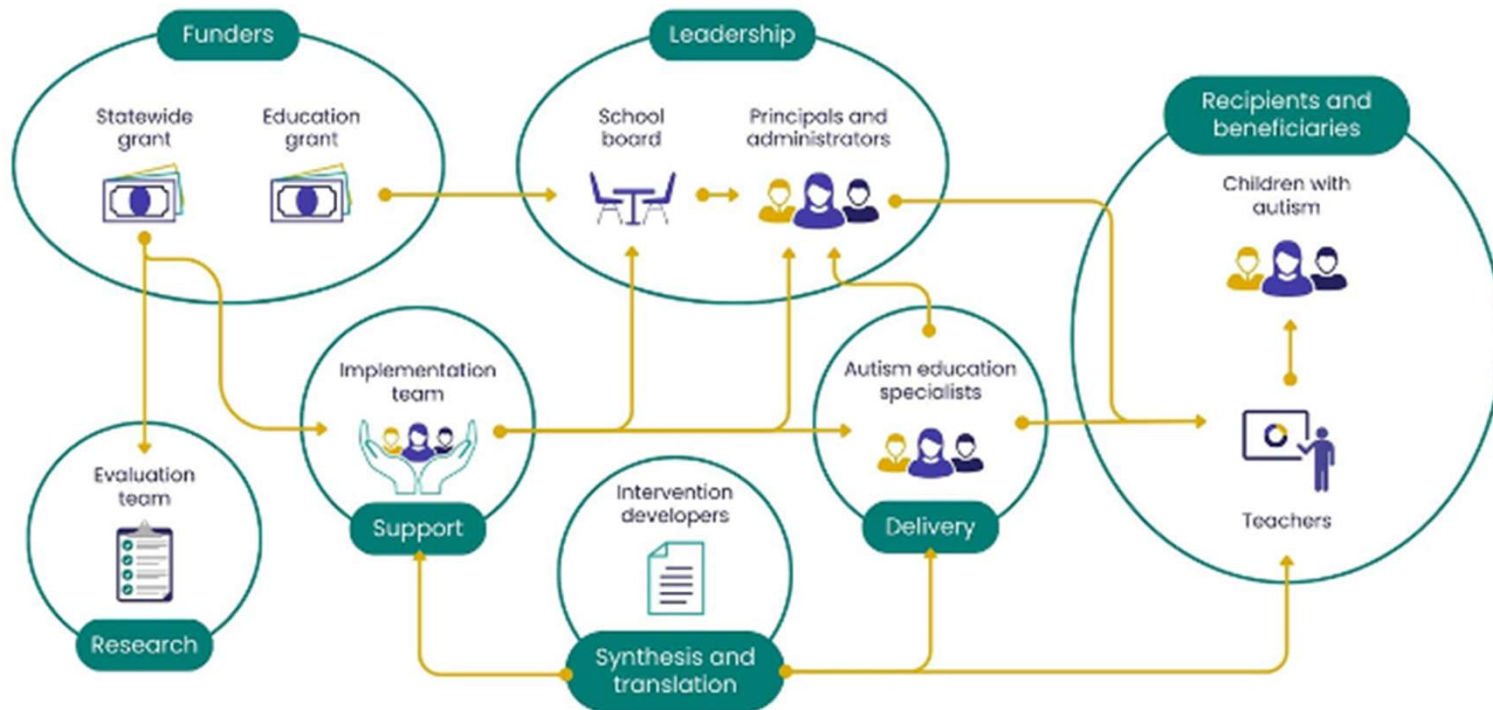 Funders
Statewide
grant
Education
grant
Leadership
School
board
Principals and
administrators
Recipients and
beneficiaries
Children with
autism
Teachers
Implementation
team
Support
Autism education
specialists
Delivery
Evaluation
team
Research
Intervention
developers
Synthesis and
translation